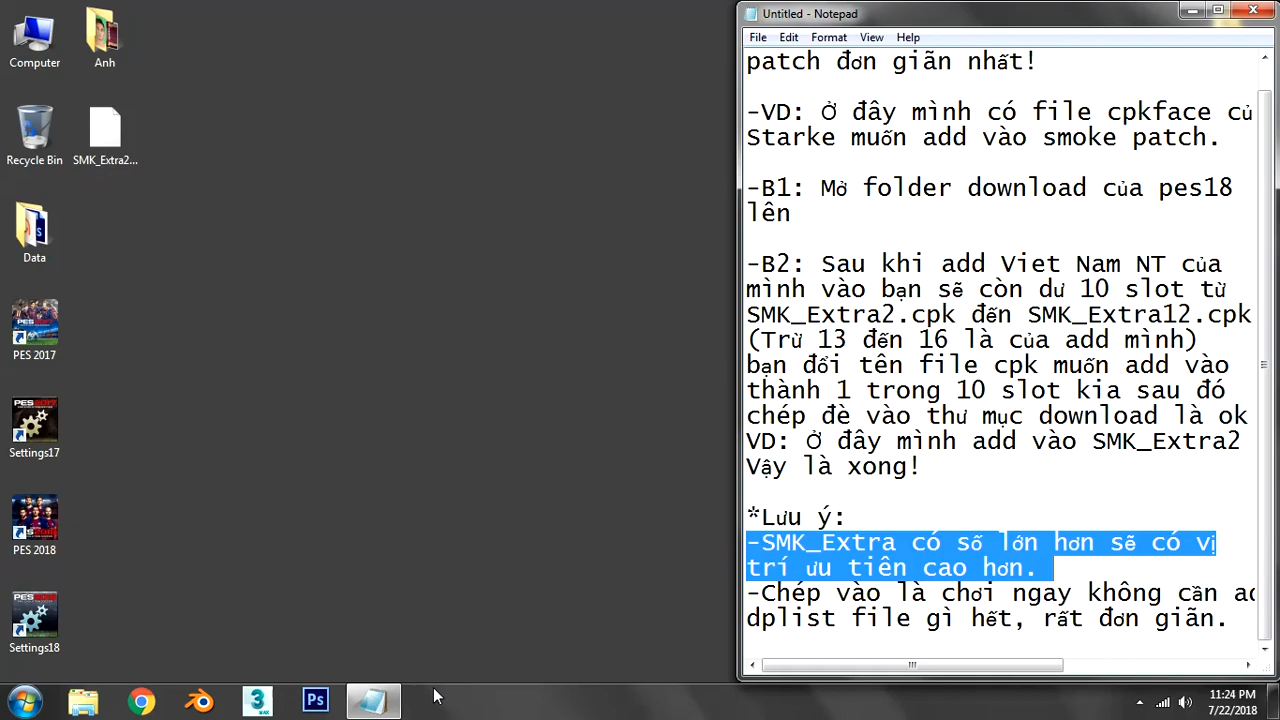 Computer
Anh
Recycle Bin
SMK_Extra2...
Data
PES 2017
Settings17
PES 2018
Settings18
Untitled - Notepad
File Edit Format View Help
patch đơn giãn nhất!
-VD: Ở đây mình có file cpkface củ
Starke muốn add vào smoke patch.
-B1: Mở folder download của pes18
lên
-B2: Sau khi add Viet Nam NT của
mình vào bạn sẽ còn dư 10 slot từ
SMK_Extra2.cpk đến SMK_Extra12.cpk
(Trừ 13 đến 16 là của add mình)
bạn đổi tên file cpk muốn add vào
thành 1 trong 10 slot kia sau đó
chép đè vào thư mục download là ok
VD: Ở đây mình add vào SMK_Extra2
Vậy là xong!
*Lưu ý:
-SMK_Extra có số lớn hơn sẽ có vị
trí ưu tiên cao hơn.
-Chép vào là chơi ngay không cần ad
dplist file gì hết, rất đơn giãn.
Ps
11:24 PM
7/22/2018